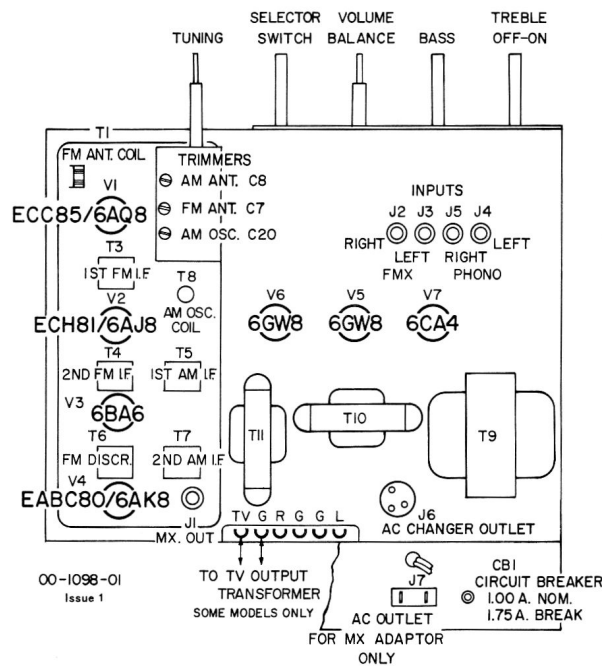 TUNING
SELECTOR
SWITCH
VOLUME
BALANCE
BASS
TREBLE
OFF-ON
T1
FM ANT. COIL
V1
ECC85/6AQ8
TRIMMERS
AM ANT. C8
FM ANT. C7
AM OSC. C20
INPUTS
J2 J3 J5 J4
RIGHT
LEFT
LEFT
FMX
RIGHT
PHONO
T3
1ST FM I.F
T8
AM OSC.
COIL
V2
ECH81/6AJ8
V6
6GW8
V5
6GW8
V7
6CA4
T4
2ND FM I.F
T5
1ST AM I.F
V3
6BA6
T6
FM DISCR.
T7
2ND AM I.F
T11
T10
T9
V4
EABC80/6AK8
J1
MX. OUT
TV G R G G L
J6
AC CHANGER OUTLET
00-1098-01
Issue 1
TO TV OUTPUT
TRANSFORMER
SOME MODELS ONLY
J7
AC OUTLET
FOR MX ADAPTOR
ONLY
CB1
CIRCUIT BREAKER
1.00 A. NOM.
1.75 A. BREAK